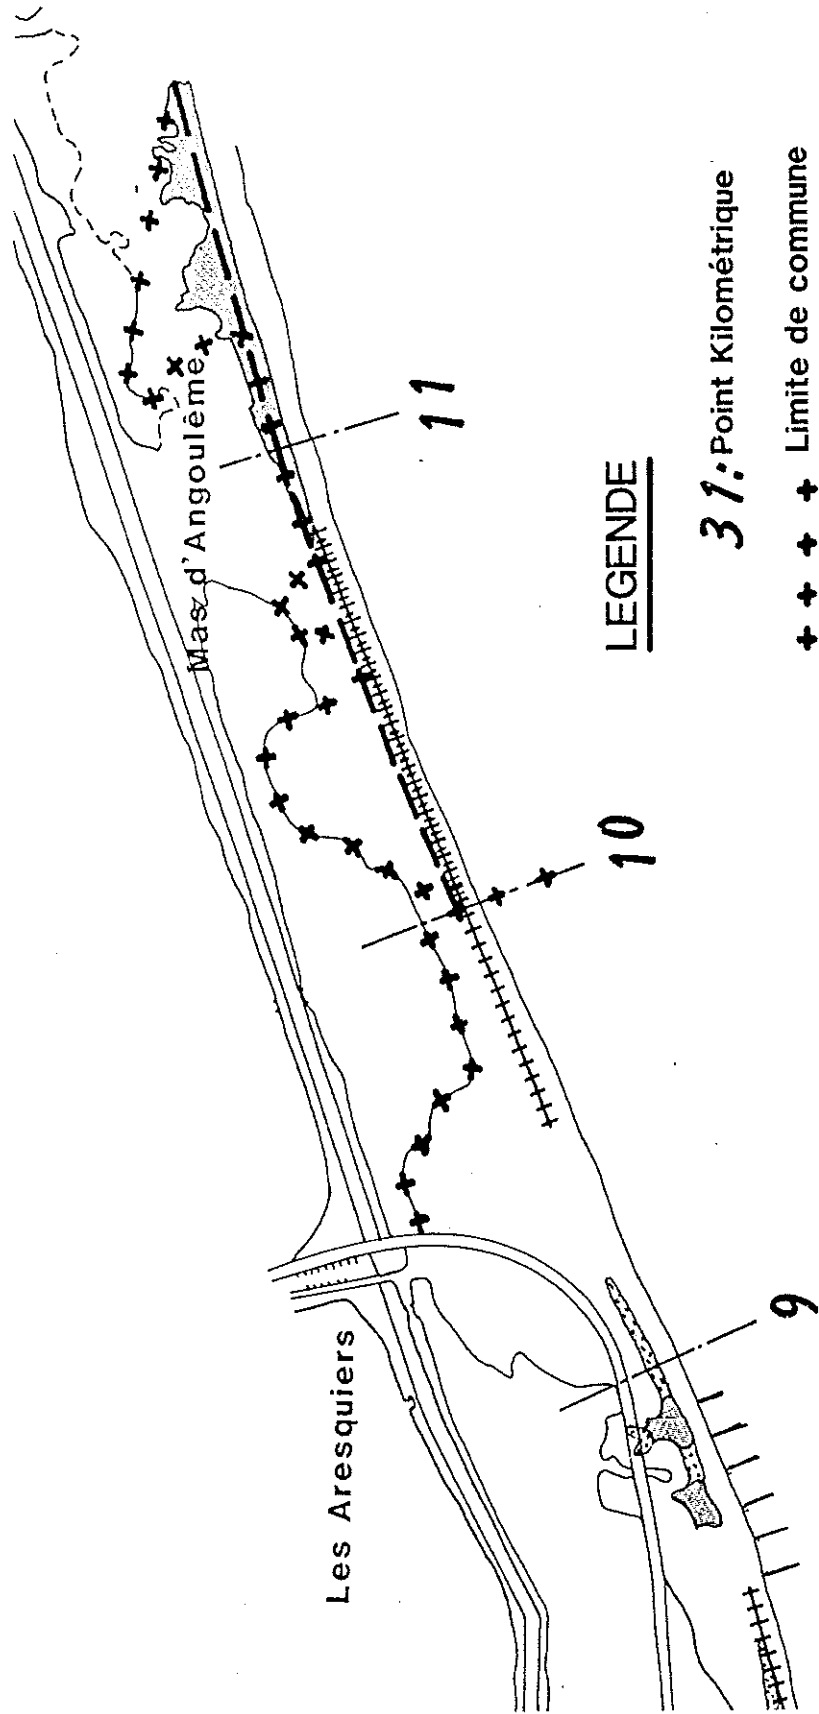 Les Aresquiers
Mas d'Angoulême
9
10
11
LEGENDE
31: Point Kilométrique
Limite de commune